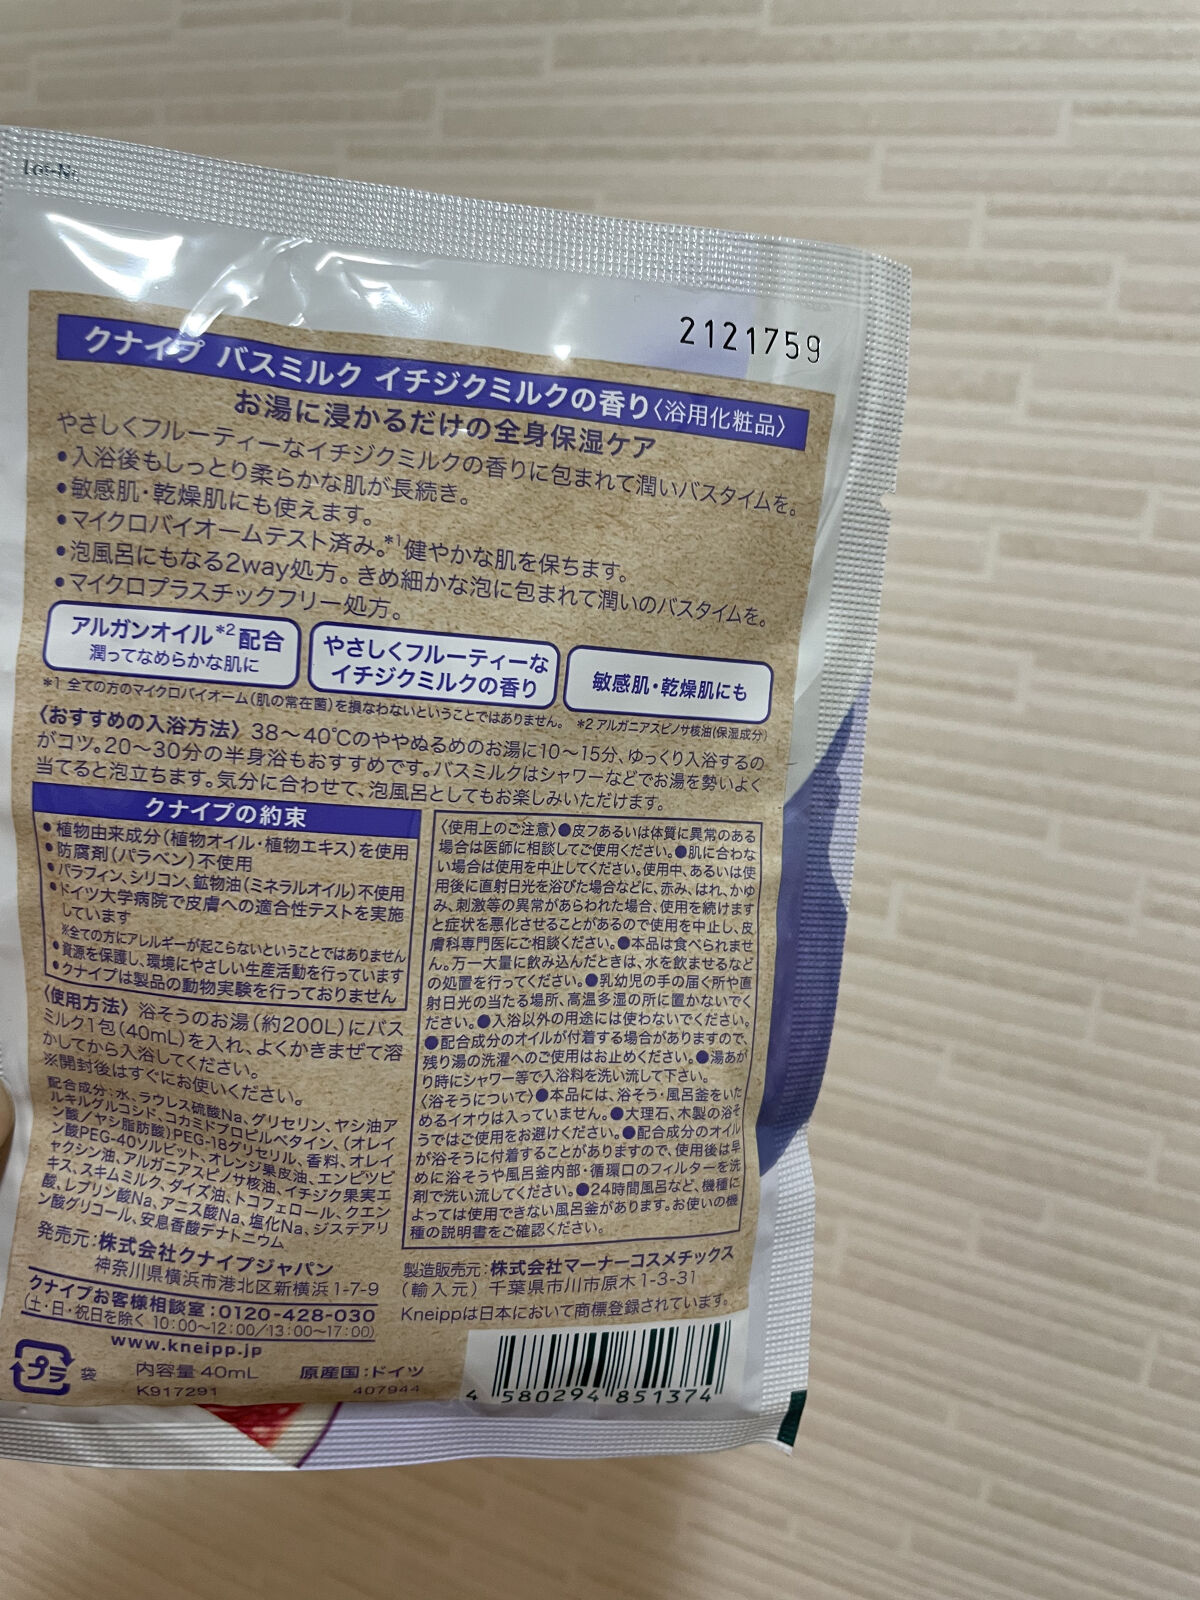 2121759
クナイプ バスミルク イチジクミルクの香り〈浴用化粧品〉
お湯に浸かるだけの全身保湿ケア
やさしくフルーティーなイチジクミルクの香りに包まれて潤いバスタイムを。
●入浴後もしっとり柔らかな肌が長続き。
●敏感肌・乾燥肌にも使えます。
●マイクロバイオームテスト済み。*1健やかな肌を保ちます。
●泡風呂にもなる2way処方。きめ細かな泡に包まれて潤いのバスタイムを。
●マイクロプラスチックフリー処方。
アルガンオイル*2配合
潤ってなめらかな肌に
やさしくフルーティーな
イチジクミルクの香り
敏感肌・乾燥肌にも
*1 全ての方のマイクロバイオーム(肌の常在菌)を損なわないということではありません。 *2 アルガニアスピノサ核油(保湿成分)
〈おすすめの入浴方法〉38～40℃のややぬるめのお湯に10～15分、ゆっくり入浴するの
がコツ。20～30分の半身浴もおすすめです。バスミルクはシャワーなどでお湯を勢いよく
当てると泡立ちます。気分に合わせて、泡風呂としてもお楽しみいただけます。
クナイプの約束
●植物由来成分(植物オイル・植物エキス)を使用
●防腐剤(パラベン)不使用
●パラフィン、シリコン、鉱物油(ミネラルオイル)不使用
●ドイツ大学病院で皮膚への適合性テストを実施
しています
※全ての方にアレルギーが起こらないということではありません
●資源を保護し、環境にやさしい生産活動を行っています
●クナイプは製品の動物実験を行っておりません
〈使用方法〉浴そうのお湯(約200L)にバス
ミルク1包(40mL)を入れ、よくかきまぜて溶
かしてから入浴してください。
※開封後はすぐにお使いください。
配合成分:水、ラウレス硫酸Na、グリセリン、ヤシ油ア
ルキルグルコシド、コカミドプロピルベタイン、(オレイ
ン酸/ヤシ脂肪酸)PEG-18グリセリル、香料、オレイ
ン酸PEG-40ソルビット、オレンジ果皮油、エンピツビ
ャクシン油、アルガニアスピノサ核油、イチジク果実エ
キス、スキムミルク、ダイズ油、トコフェロール、クエン
酸、レブリン酸Na、アニス酸Na、塩化Na、ジステアリ
ン酸グリコール、安息香酸デナトニウム
発売元:株式会社クナイプジャパン
神奈川県横浜市港北区新横浜1-7-9
クナイプお客様相談室:0120-428-030
(土・日・祝日を除く 10:00～12:00/13:00～17:00)
www.kneipp.jp
プラ 袋 内容量 40mL 原産国:ドイツ
K917291 407944
〈使用上のご注意〉●皮フあるいは体質に異常のある
場合は医師に相談してご使用ください。●肌に合わな
い場合は使用を中止してください。使用中、あるいは使
用後に直射日光を浴びた場合などに、赤み、はれ、かゆ
み、刺激等の異常があらわれた場合、使用を続けます
と症状を悪化させることがあるので使用を中止し、皮
膚科専門医にご相談ください。●本品は食べられませ
ん。万一大量に飲み込んだときは、水を飲ませるなど
の処置を行ってください。●乳幼児の手の届く所や直
射日光の当たる場所、高温多湿の所に置かないでく
ださい。●入浴以外の用途には使わないでください。
●配合成分のオイルが付着する場合がありますので、
残り湯の洗濯へのご使用はお止めください。●湯あが
り時にシャワー等で入浴料を洗い流して下さい。
〈浴そうについて〉●本品には、浴そう・風呂釜をいた
めるイオウは入っていません。●大理石、木製の浴そ
うではご使用をお避けください。●配合成分のオイル
が浴そうに付着することがありますので、使用後は早
めに浴そうや風呂釜内部・循環口のフィルターを洗
剤で洗い流してください。●24時間風呂など、機種に
よっては使用できない風呂釜があります。お使いの機
種の説明書をご確認ください。
製造販売元:株式会社マーナーコスメチックス
(輸入元) 千葉県市川市原木1-3-31
Kneippは日本において商標登録されています。
4 580294 851374